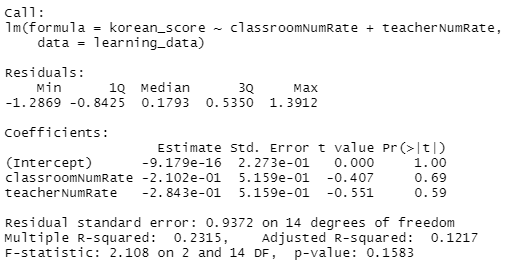 Call:
lm(formula = korean_score ~ classroomNumRate + teacherNumRate,
    data = learning_data)

Residuals:
    Min      1Q  Median      3Q     Max
-1.2869 -0.8425  0.1793  0.5350  1.3912

Coefficients:
                   Estimate Std. Error t value Pr(>|t|)
(Intercept)      -9.179e-16  2.273e-01   0.000     1.00
classroomNumRate -2.102e-01  5.159e-01  -0.407     0.69
teacherNumRate   -2.843e-01  5.159e-01  -0.551     0.59

Residual standard error: 0.9372 on 14 degrees of freedom
Multiple R-squared:  0.2315,    Adjusted R-squared:  0.1217
F-statistic: 2.108 on 2 and 14 DF,  p-value: 0.1583